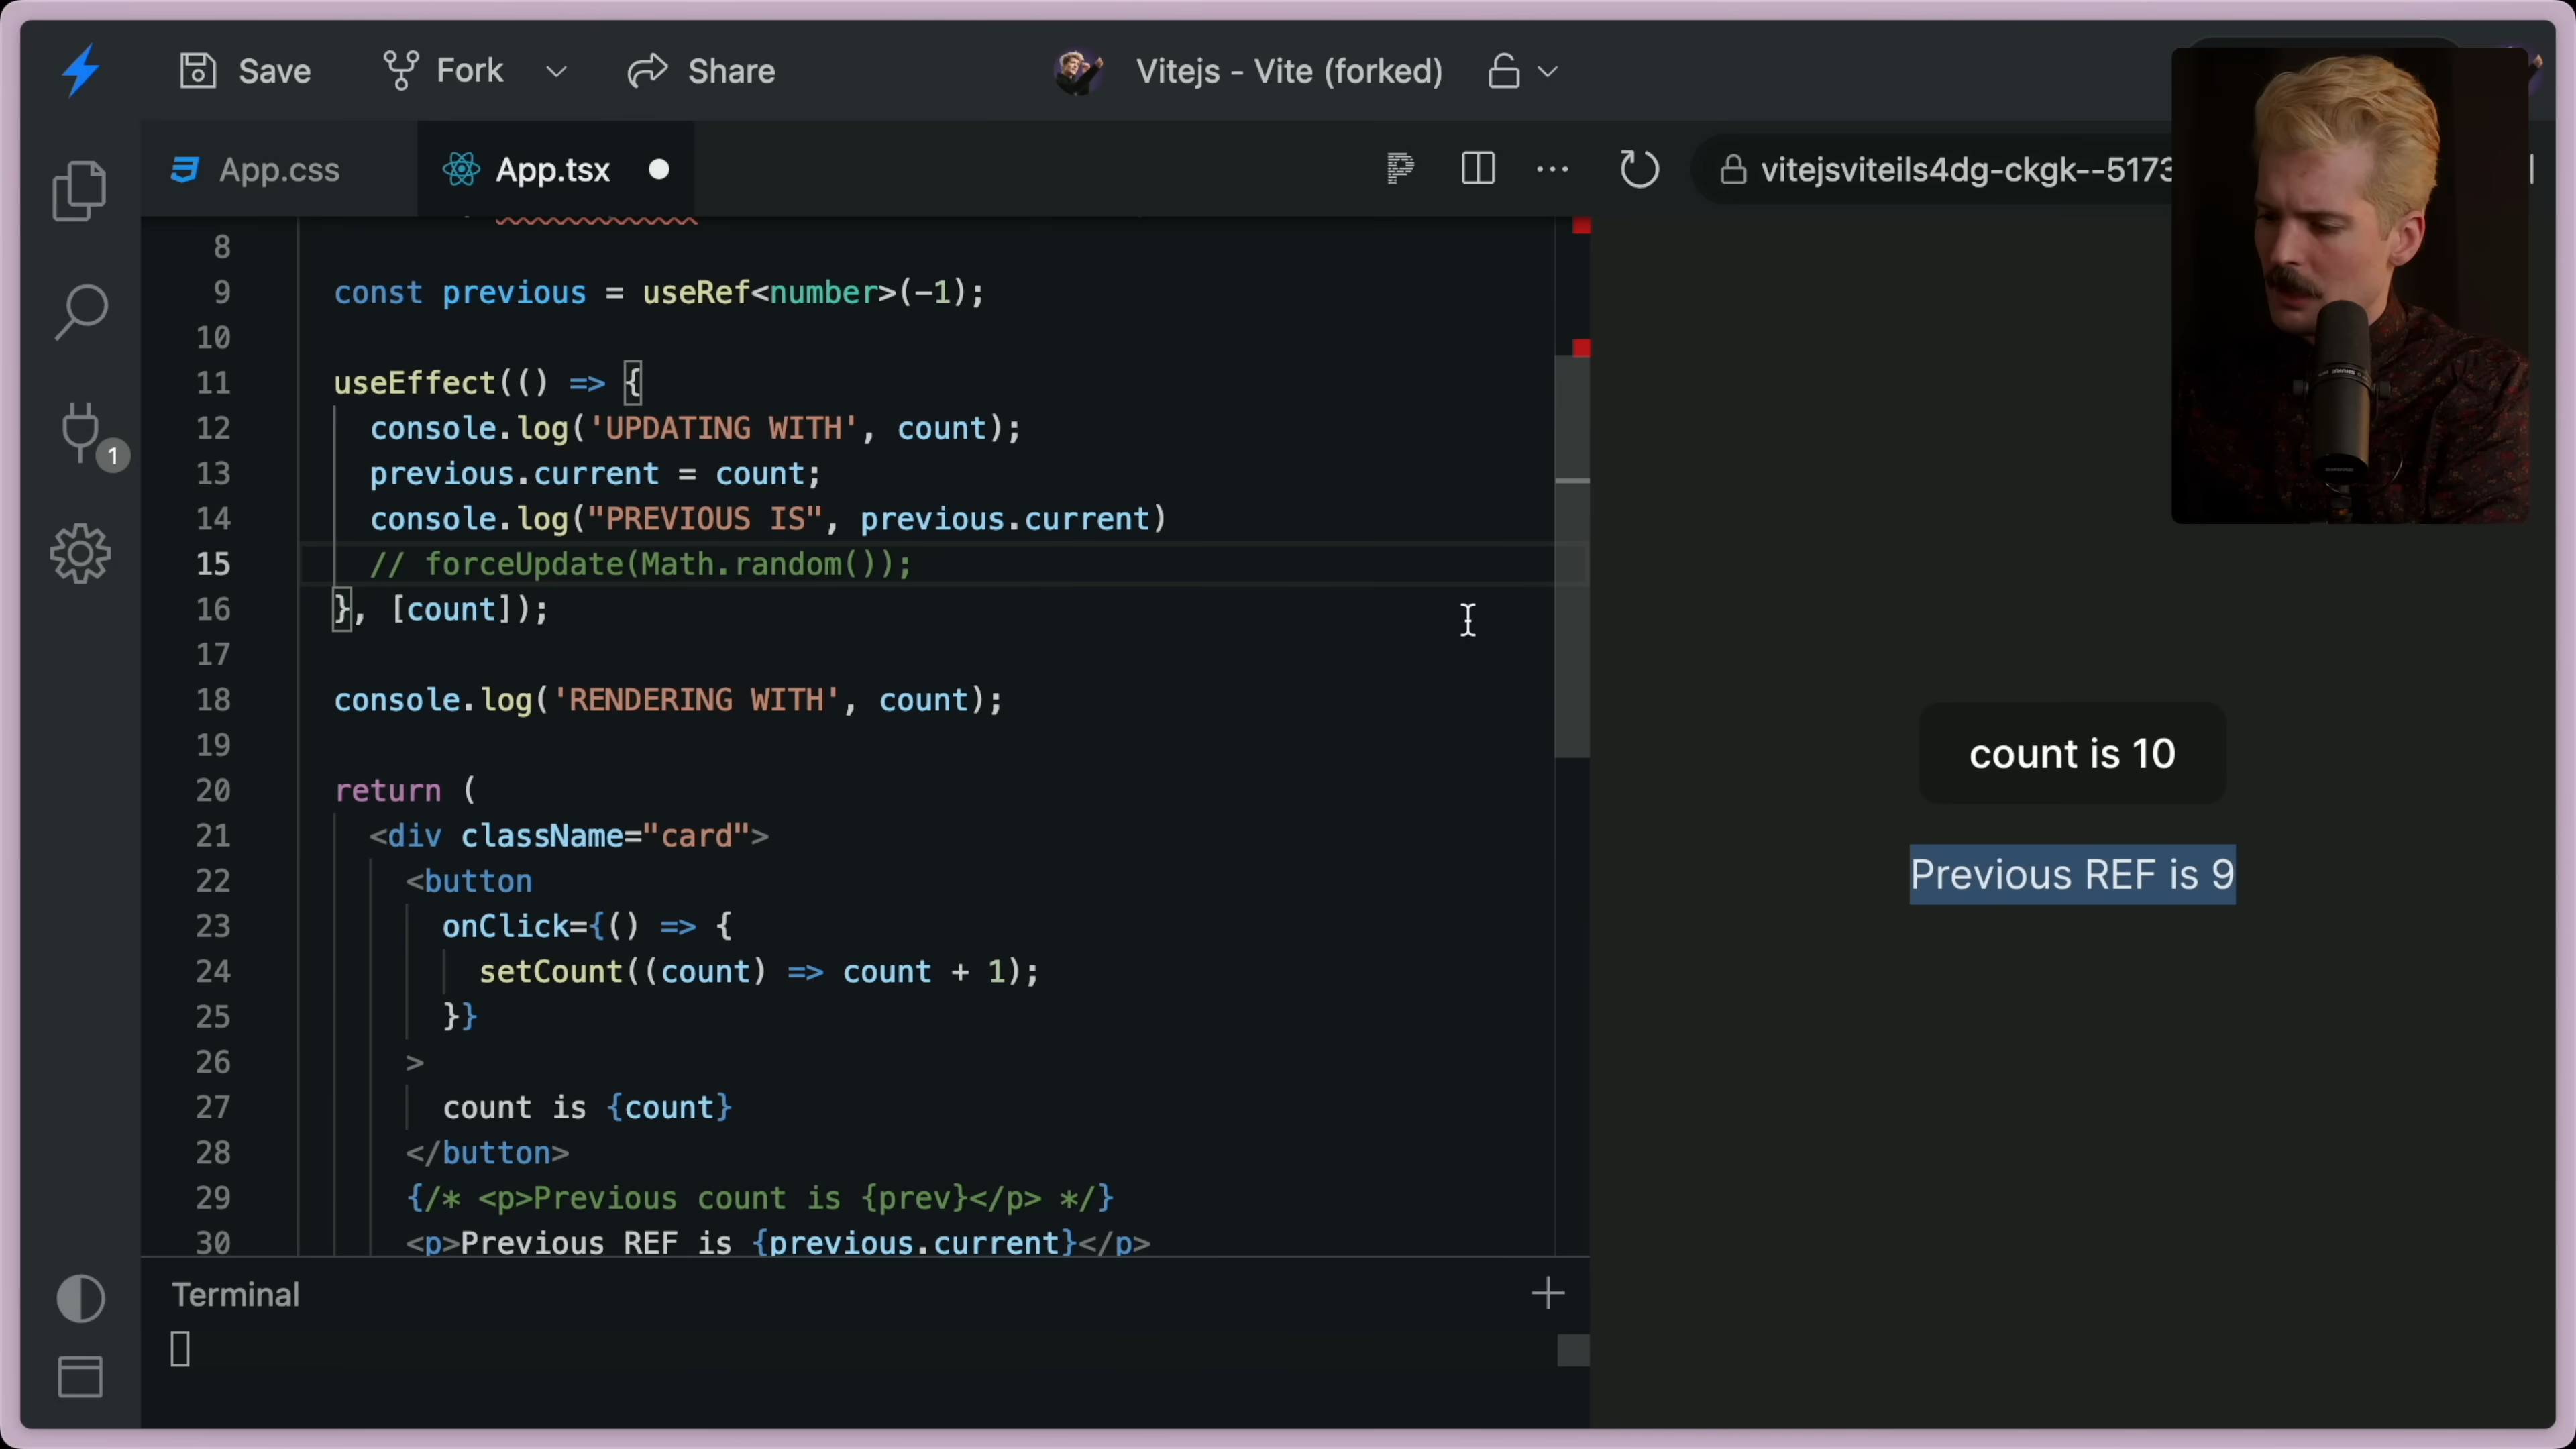 Save
Fork
Share
Vitejs - Vite (forked)
App.css
App.tsx
vitejsviteils4dg-ckgk--5173
8
9 const previous = useRef<number>(-1);
10
11 useEffect(() => {
12 console.log('UPDATING WITH', count);
13 previous.current = count;
14 console.log("PREVIOUS IS", previous.current)
15 // forceUpdate(Math.random());
16 }, [count]);
17
18 console.log('RENDERING WITH', count);
19
20 return (
21 <div className="card">
22 <button
23 onClick={() => {
24 setCount((count) => count + 1);
25 }}
26 >
27 count is {count}
28 </button>
29 {/* <p>Previous count is {prev}</p> */}
30 <p>Previous REF is {previous.current}</p>
1
count is 10
Previous REF is 9
Terminal